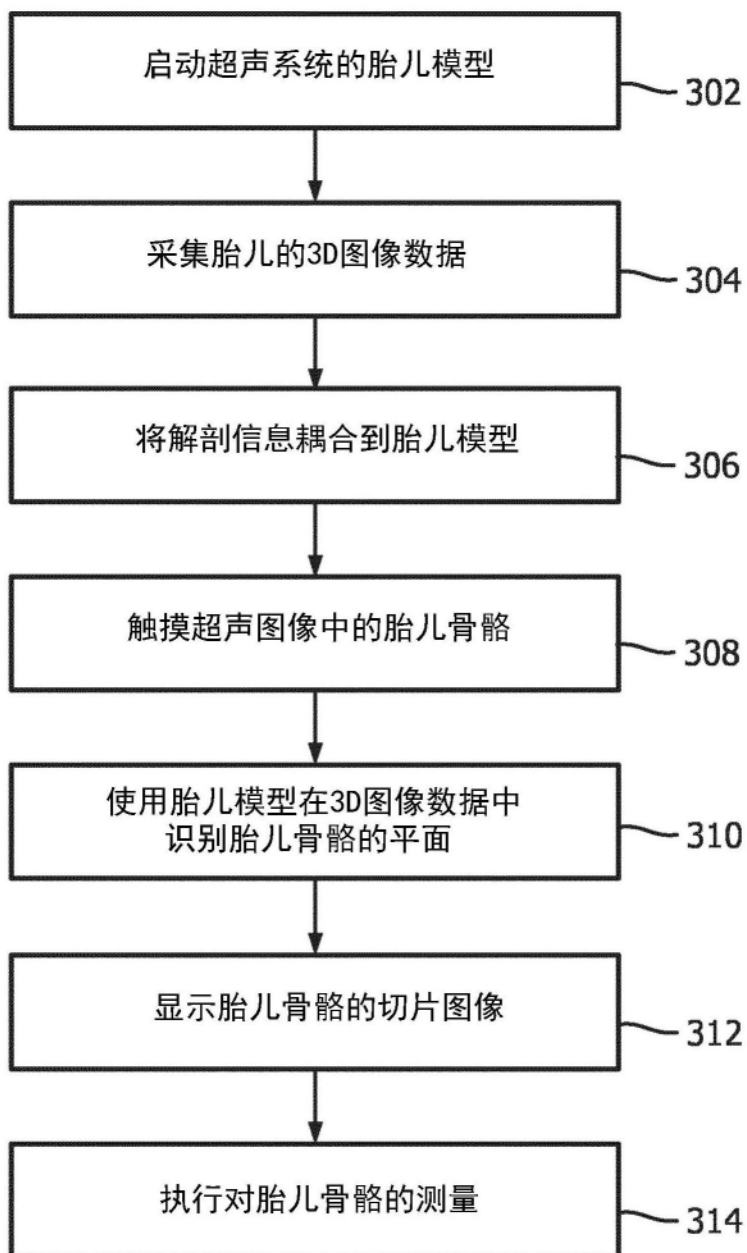 启动超声系统的胎儿模型
302
采集胎儿的3D图像数据
304
将解剖信息耦合到胎儿模型
306
触摸超声图像中的胎儿骨骼
308
使用胎儿模型在3D图像数据中
识别胎儿骨骼的平面
310
显示胎儿骨骼的切片图像
312
执行对胎儿骨骼的测量
314